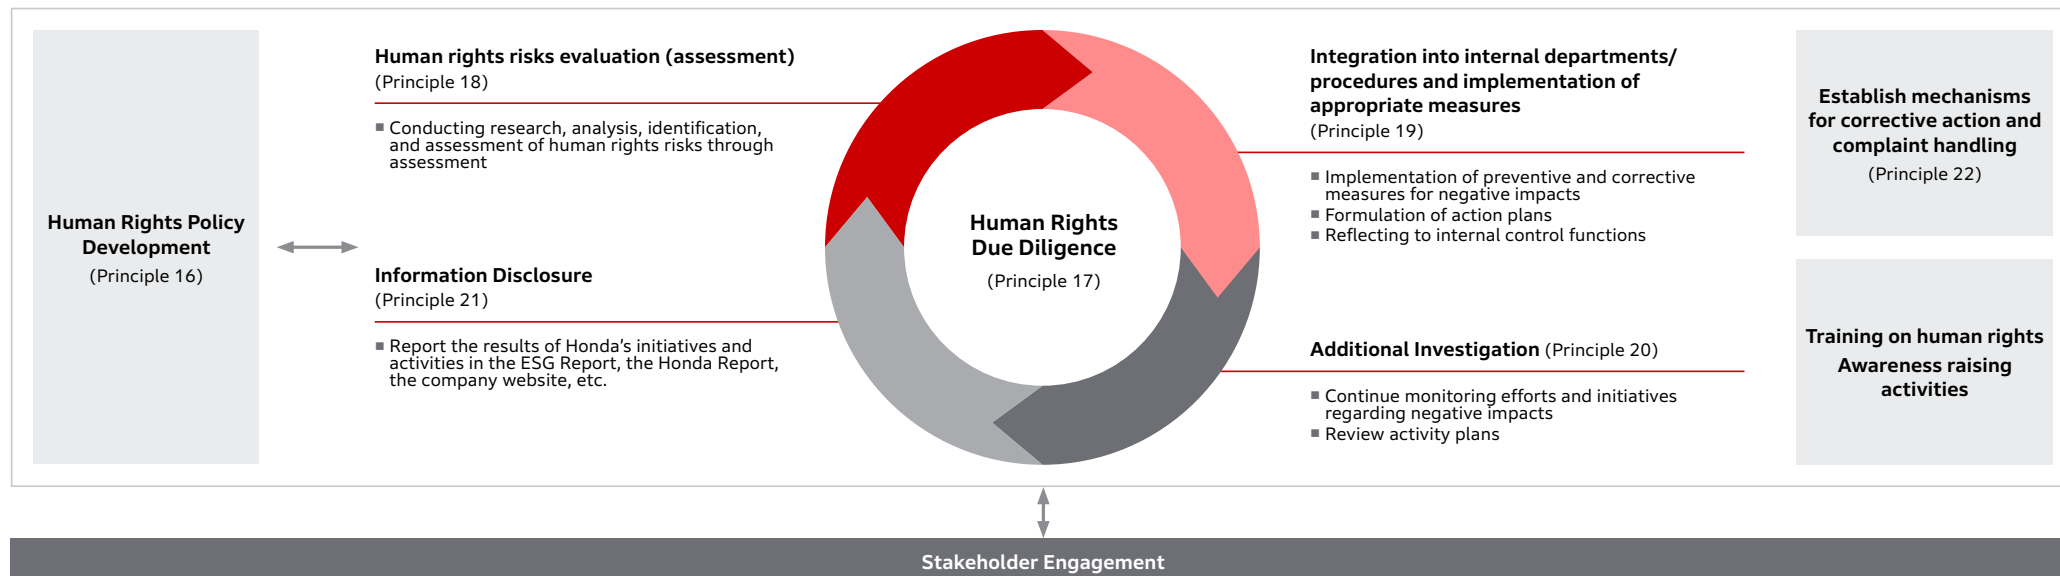 Human Rights Policy
Development
(Principle 16)
Human rights risks evaluation (assessment)
(Principle 18)
■ Conducting research, analysis, identification,
and assessment of human rights risks through
assessment
Information Disclosure
(Principle 21)
■ Report the results of Honda’s initiatives and
activities in the ESG Report, the Honda Report,
the company website, etc.
Human Rights
Due Diligence
(Principle 17)
Integration into internal departments/
procedures and implementation of
appropriate measures
(Principle 19)
■ Implementation of preventive and corrective
measures for negative impacts
■ Formulation of action plans
■ Reflecting to internal control functions
Additional Investigation (Principle 20)
■ Continue monitoring efforts and initiatives
regarding negative impacts
■ Review activity plans
Establish mechanisms
for corrective action and
complaint handling
(Principle 22)
Training on human rights
Awareness raising
activities
Stakeholder Engagement